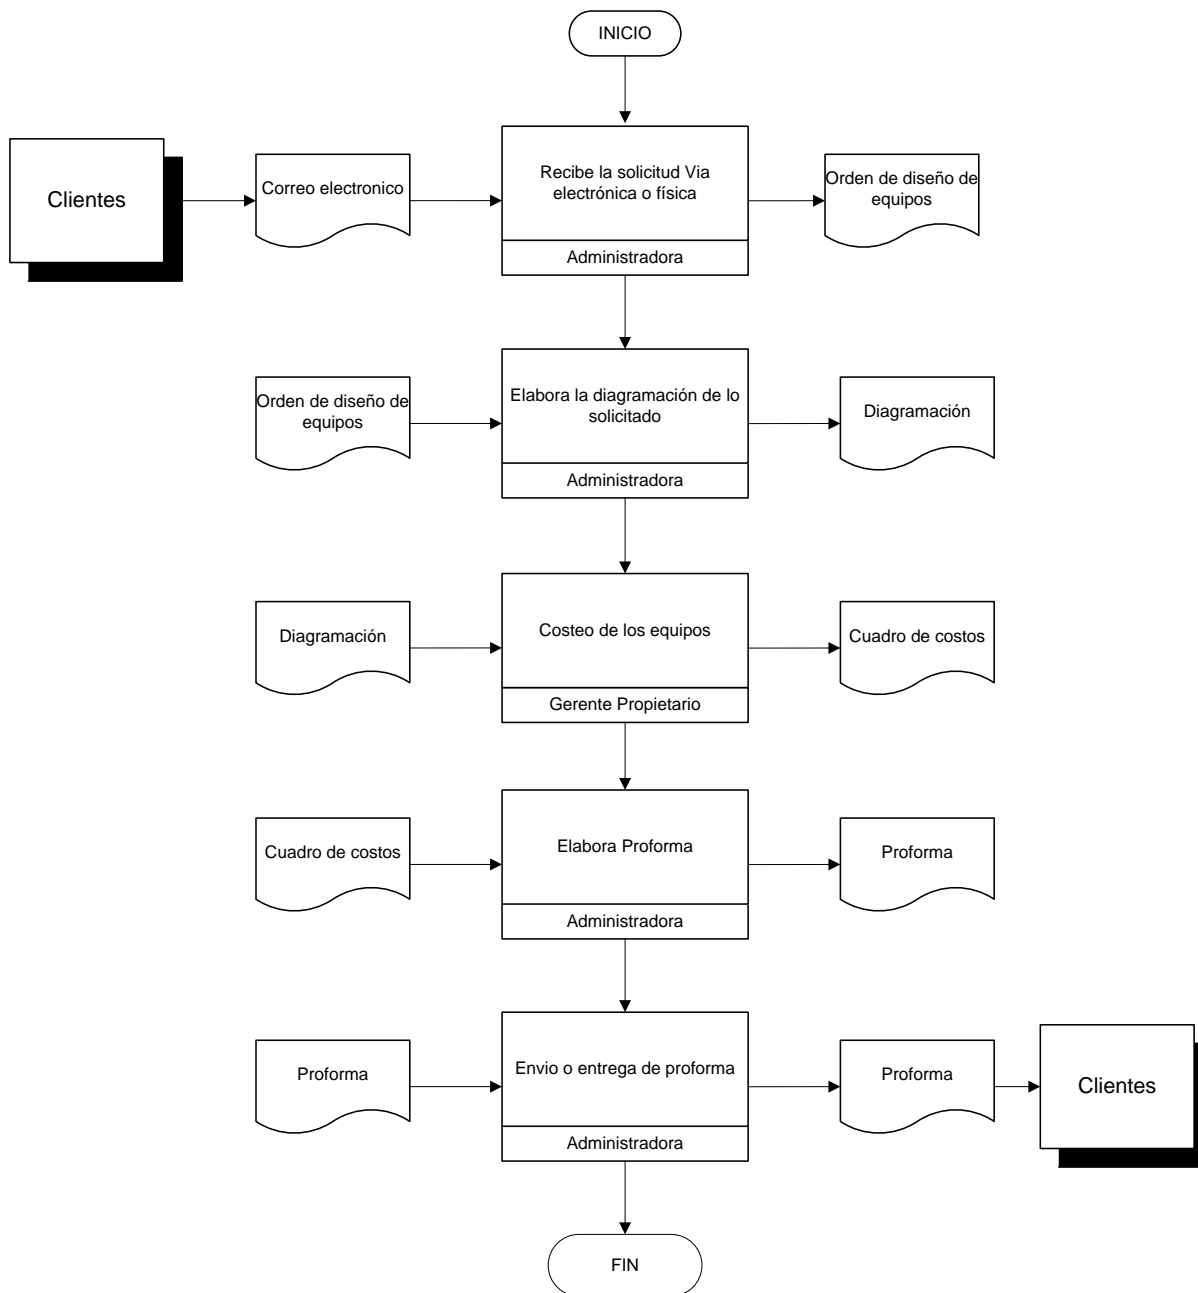 INICIO
Clientes
Correo electronico
Recibe la solicitud Via
electrónica o física
Administradora
Orden de diseño de
equipos
Orden de diseño de
equipos
Elabora la diagramación de lo
solicitado
Administradora
Diagramación
Diagramación
Costeo de los equipos
Gerente Propietario
Cuadro de costos
Cuadro de costos
Elabora Proforma
Administradora
Proforma
Proforma
Envio o entrega de proforma
Administradora
Proforma
Clientes
FIN